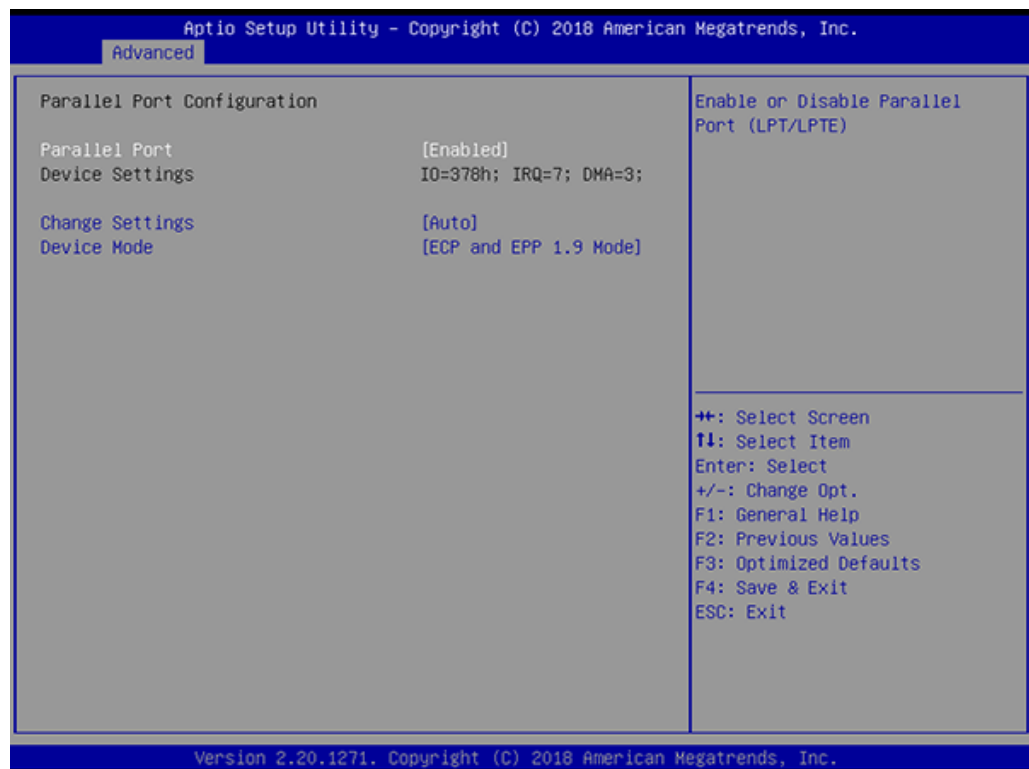 Aptio Setup Utility – Copyright (C) 2018 American Megatrends, Inc.
Advanced
Parallel Port Configuration
Parallel Port [Enabled]
Device Settings IO=378h; IRQ=7; DMA=3;
Change Settings [Auto]
Device Mode [ECP and EPP 1.9 Mode]
Enable or Disable Parallel
Port (LPT/LPTE)
→←: Select Screen
↑↓: Select Item
Enter: Select
+/-: Change Opt.
F1: General Help
F2: Previous Values
F3: Optimized Defaults
F4: Save & Exit
ESC: Exit
Version 2.20.1271. Copyright (C) 2018 American Megatrends, Inc.